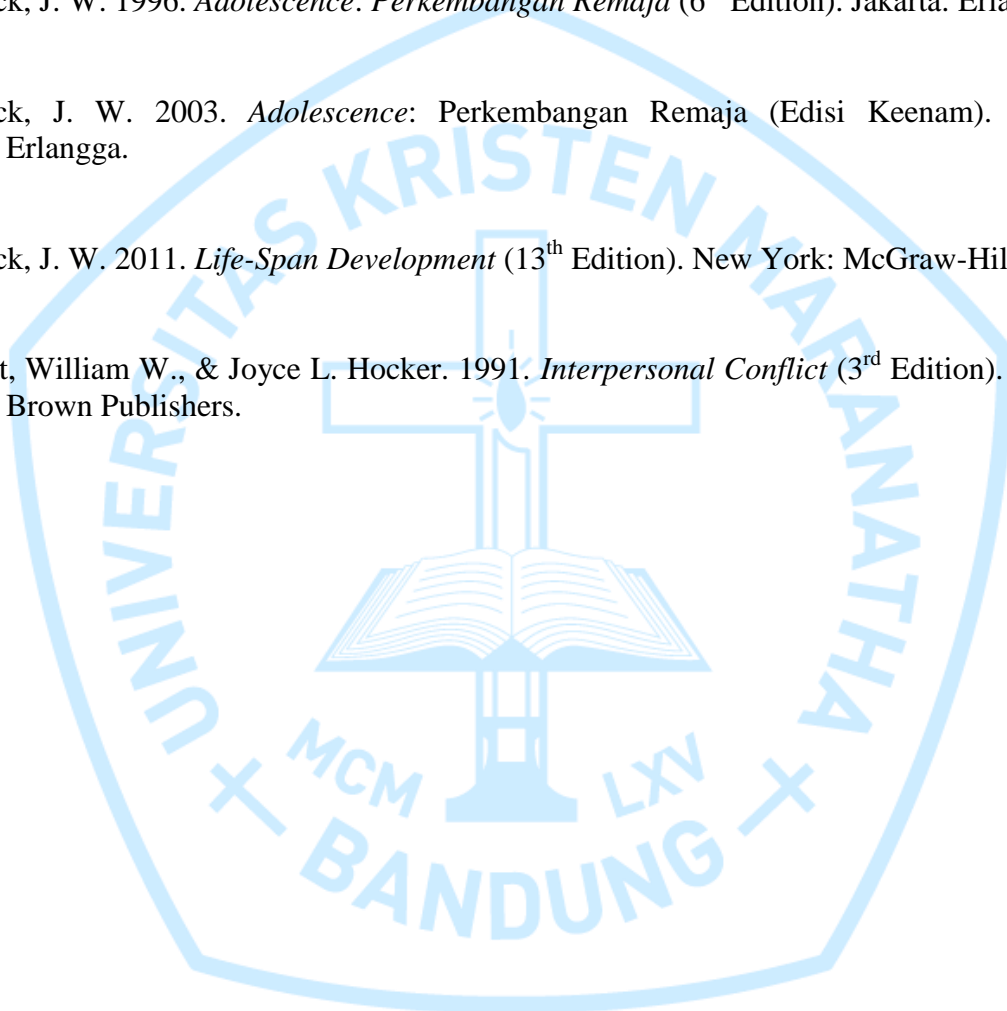 ck, J. W. 1996. Adolescence: Perkembangan Remaja (6 Edition). Jakarta: Erla
ck, J. W. 2003. Adolescence: Perkembangan Remaja (Edisi Keenam).
Erlangga.
ck, J. W. 2011. Life-Span Development (13th Edition). New York: McGraw-Hil
t, William W., & Joyce L. Hocker. 1991. Interpersonal Conflict (3rd Edition).
Brown Publishers.
UNIVERSITAS KRISTEN MARANATHA
MCM LXV
BANDUNG